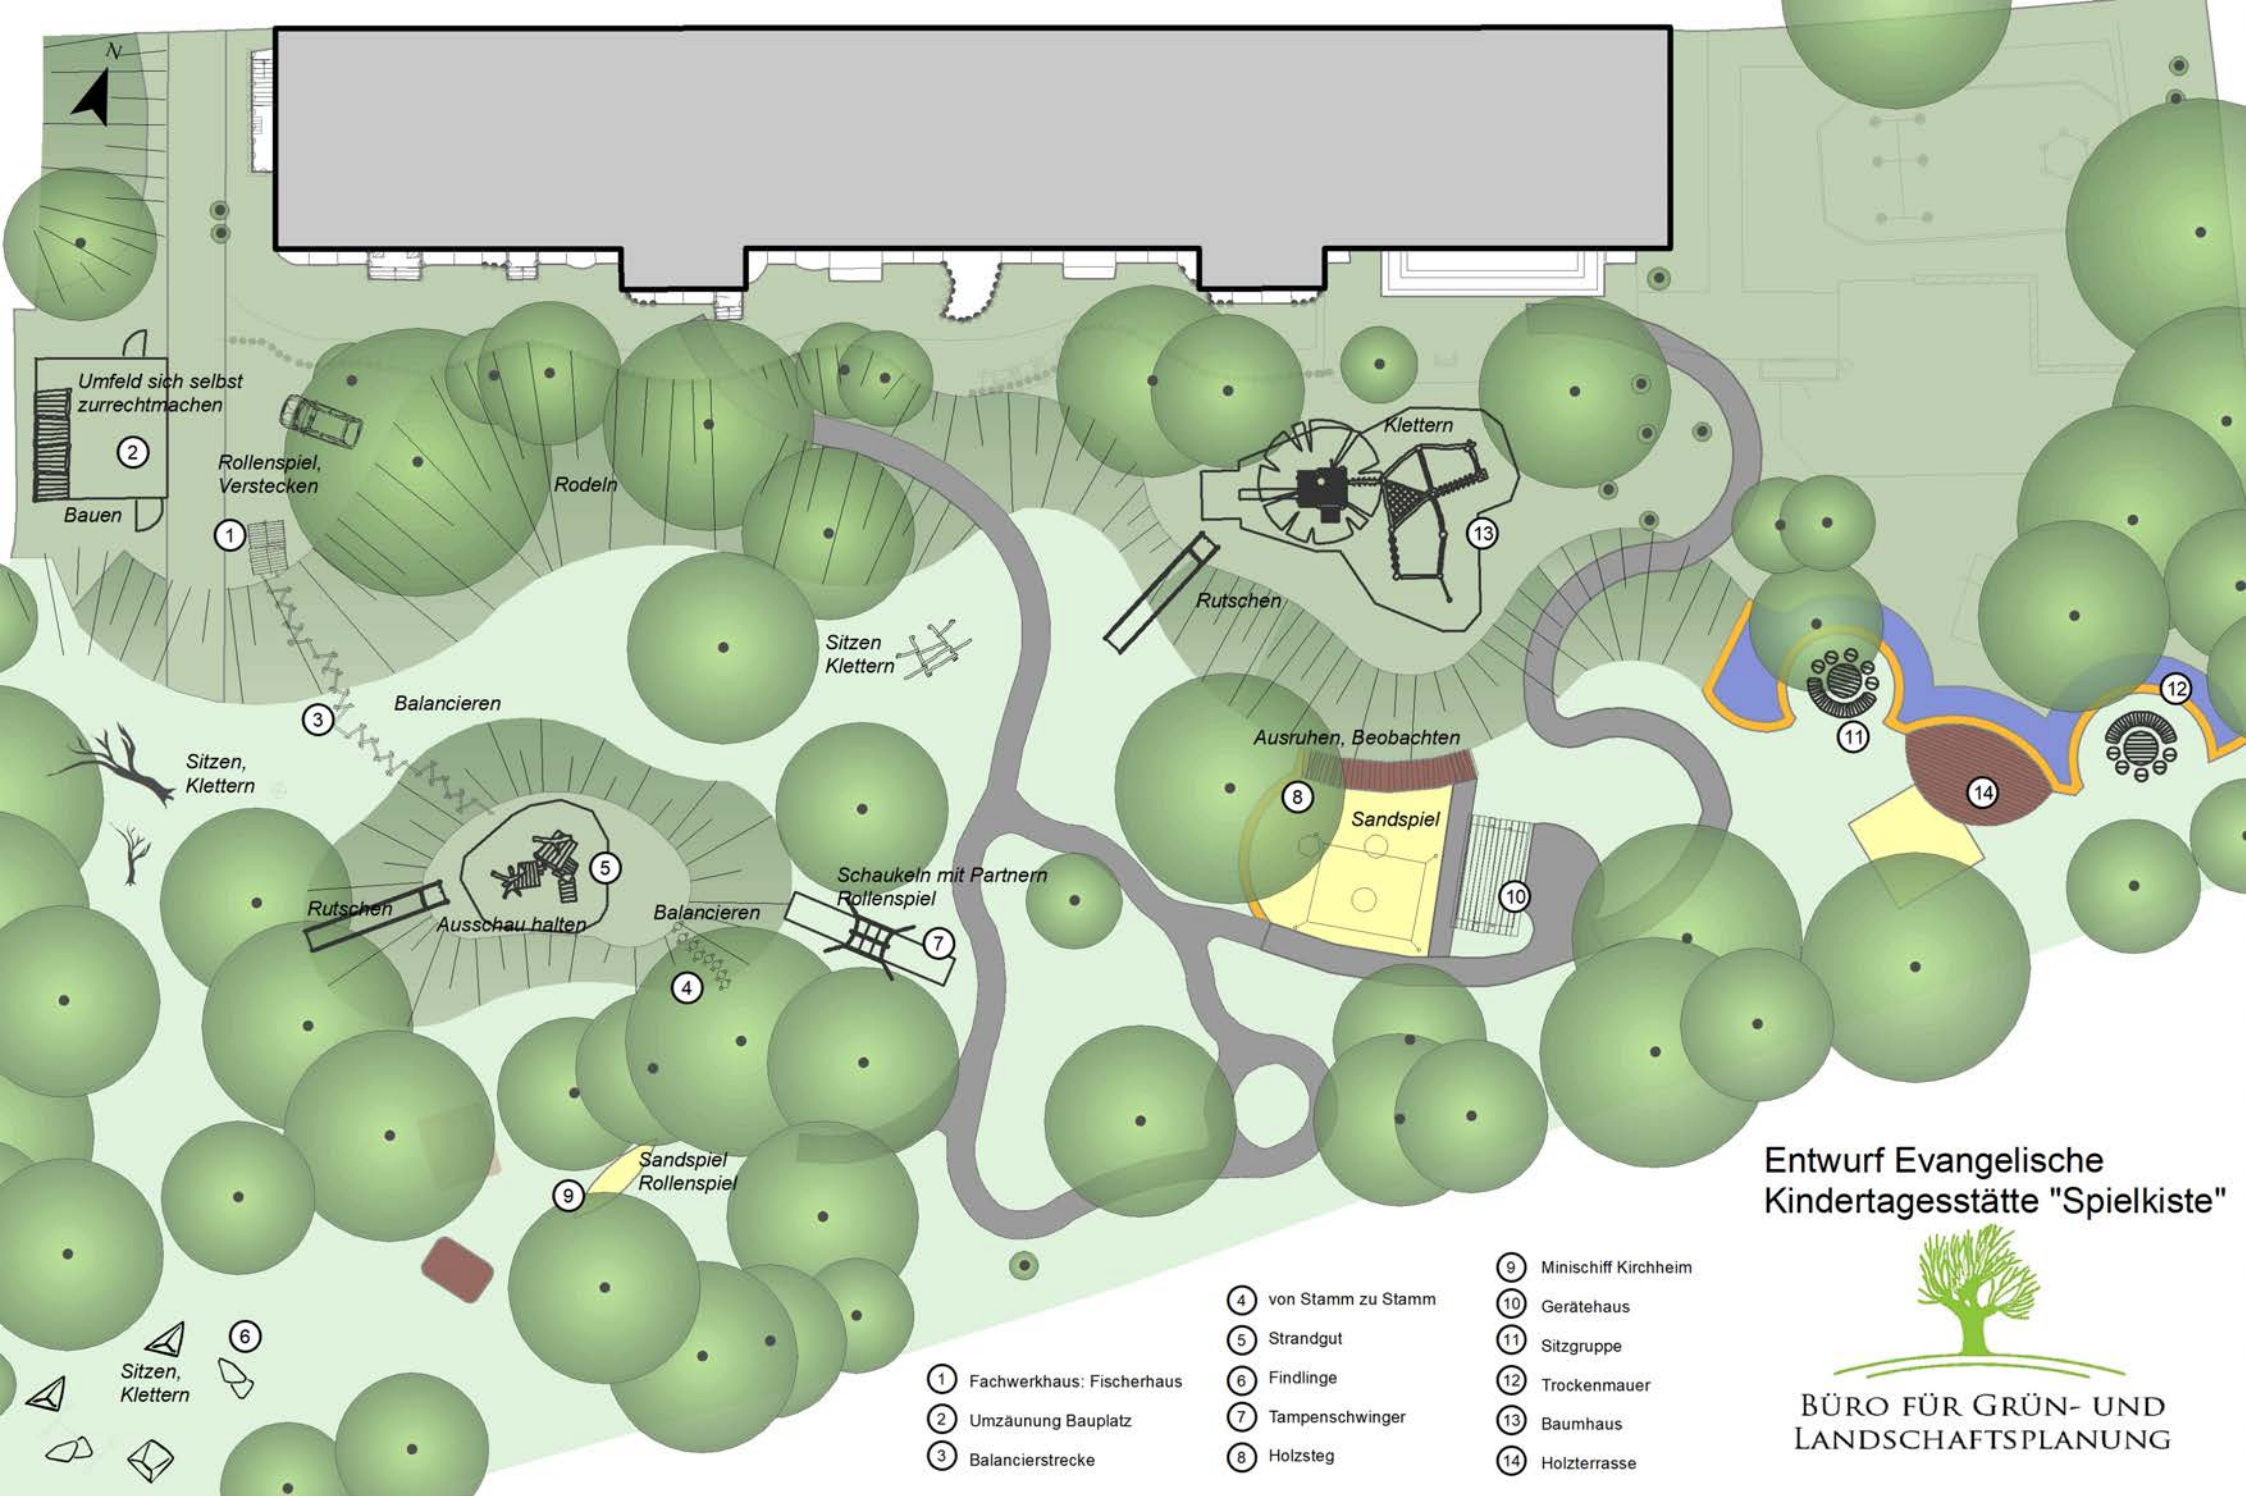 N
Umfeld sich selbst
zurrechtmachen
2
Bauen
Rollenspiel,
Verstecken
1
Rodeln
Klettern
13
Rutschen
Sitzen
Klettern
Balancieren
3
Sitzen,
Klettern
Ausruhen, Beobachten
8
Sandspiel
10
11
12
14
5
Rutschen
Ausschau halten
Balancieren
4
Schaukeln mit Partnern
Rollenspiel
7
Sandspiel
Rollenspiel
9
6
Sitzen,
Klettern
1 Fachwerkhaus: Fischerhaus
2 Umzäunung Bauplatz
3 Balancierstrecke
4 von Stamm zu Stamm
5 Strandgut
6 Findlinge
7 Tampenschwinger
8 Holzsteg
9 Minischiff Kirchheim
10 Gerätehaus
11 Sitzgruppe
12 Trockenmauer
13 Baumhaus
14 Holzterrasse
Entwurf Evangelische
Kindertagesstätte "Spielkiste"
BÜRO FÜR GRÜN- UND
LANDSCHAFTSPLANUNG